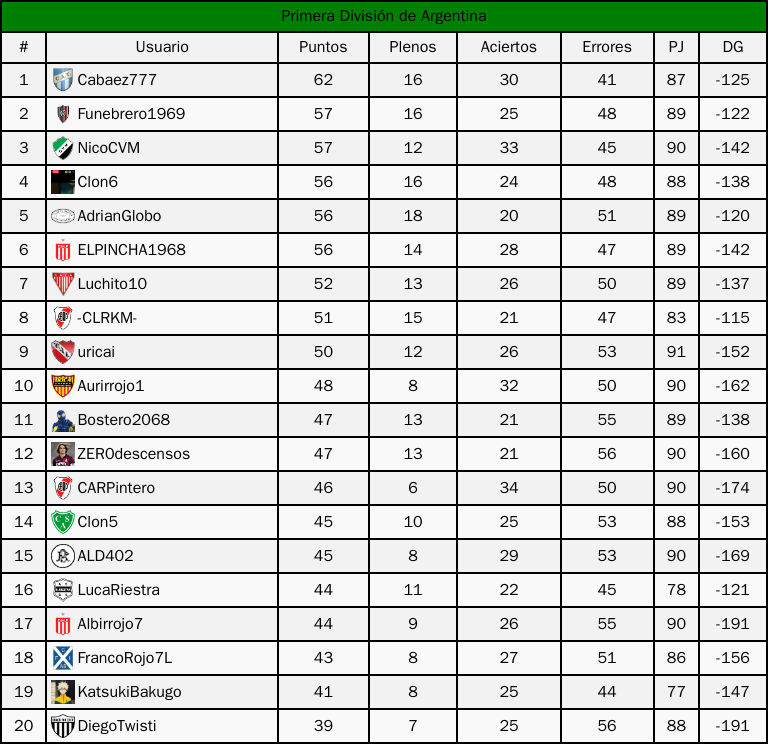 Primera División de Argentina
# Usuario Puntos Plenos Aciertos Errores PJ DG
1 Cabaez777 62 16 30 41 87 -125
2 Funebrero1969 57 16 25 48 89 -122
3 NicoCVM 57 12 33 45 90 -142
4 Clon6 56 16 24 48 88 -138
5 AdrianGlobo 56 18 20 51 89 -120
6 ELPINCHA1968 56 14 28 47 89 -142
7 Luchito10 52 13 26 50 89 -137
8 -CLRKM- 51 15 21 47 83 -115
9 uricai 50 12 26 53 91 -152
10 Aurirrojo1 48 8 32 50 90 -162
11 Bostero2068 47 13 21 55 89 -138
12 ZEROdescensos 47 13 21 56 90 -160
13 CARPintero 46 6 34 50 90 -174
14 Clon5 45 10 25 53 88 -153
15 ALD402 45 8 29 53 90 -169
16 LucaRiestra 44 11 22 45 78 -121
17 Albirrojo7 44 9 26 55 90 -191
18 FrancoRojo7L 43 8 27 51 86 -156
19 KatsukiBakugo 41 8 25 44 77 -147
20 DiegoTwisti 39 7 25 56 88 -191